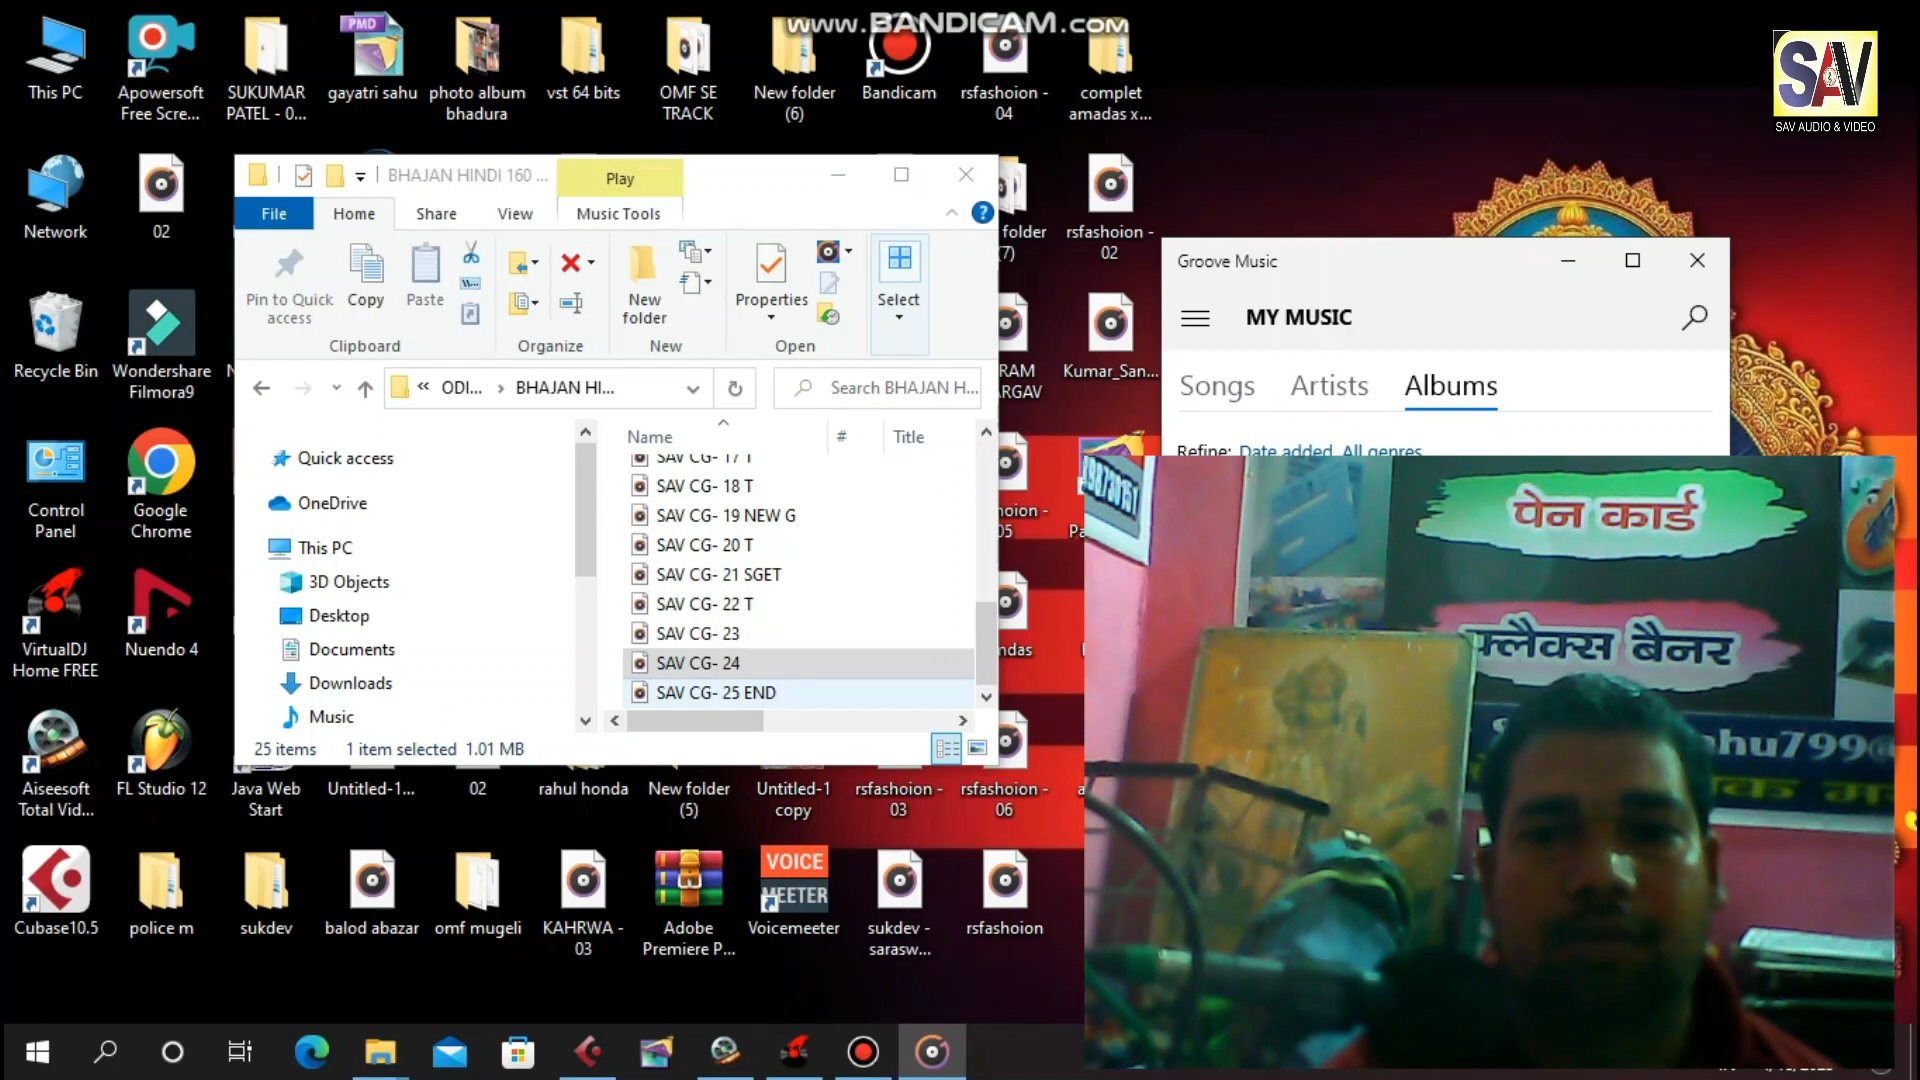 www.BANDICAM.com
SAV
SAV AUDIO & VIDEO
This PC
Apowersoft Free Scre...
SUKUMAR PATEL - 0...
PMD
gayatri sahu
photo album bhadura
vst 64 bits
OMF SE TRACK
New folder (6)
Bandicam
rsfashoion - 04
complet amadas x...
Network
02
folder (7)
rsfashoion - 02
Recycle Bin
Wondershare Filmora9
Kumar_San...
Control Panel
Google Chrome
VirtualDJ Home FREE
Nuendo 4
Aiseesoft Total Vid...
FL Studio 12
Java Web Start
Untitled-1...
02
rahul honda
New folder (5)
Untitled-1 copy
rsfashoion - 03
rsfashoion - 06
Cubase10.5
police m
sukdev
balod abazar
omf mugeli
KAHRWA - 03
Adobe Premiere P...
VOICE
MEETER
Voicemeeter
sukdev - sarasw...
rsfashoion
BHAJAN HINDI 160 ...
Play
File
Home
Share
View
Music Tools
Pin to Quick access
Copy
Paste
New folder
Properties
Select
Clipboard
Organize
New
Open
« ODI... › BHAJAN HI...
Search BHAJAN H...
Name
#
Title
Quick access
OneDrive
This PC
3D Objects
Desktop
Documents
Downloads
Music
SAV CG- 17 T
SAV CG- 18 T
SAV CG- 19 NEW G
SAV CG- 20 T
SAV CG- 21 SGET
SAV CG- 22 T
SAV CG- 23
SAV CG- 24
SAV CG- 25 END
25 items
1 item selected 1.01 MB
Groove Music
MY MUSIC
Songs
Artists
Albums
Refine: Date added All genres
पेन कार्ड
फ्लैक्स बैनर
hu799@